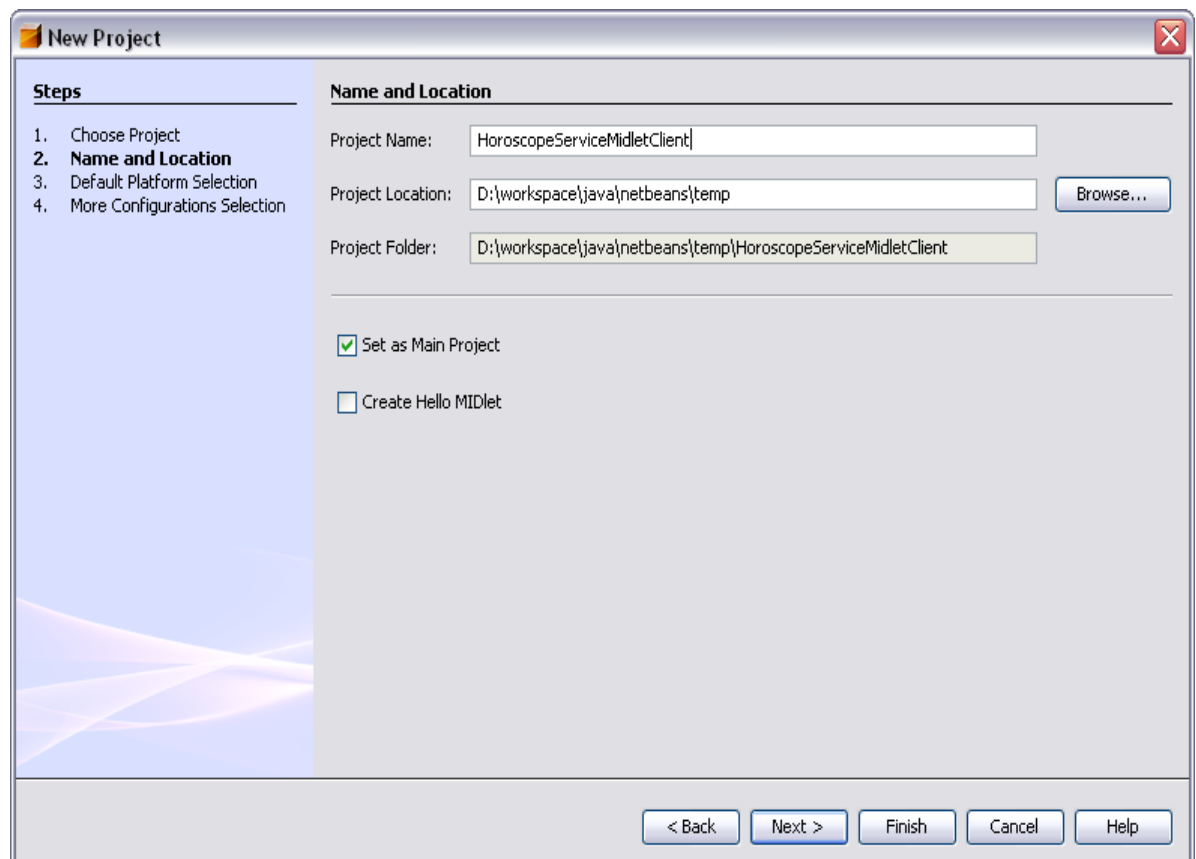 New Project
Steps
1. Choose Project
2. Name and Location
3. Default Platform Selection
4. More Configurations Selection
Name and Location
Project Name: HoroscopeServiceMidletClient
Project Location: D:\workspace\java\netbeans\temp Browse...
Project Folder: D:\workspace\java\netbeans\temp\HoroscopeServiceMidletClient
Set as Main Project
Create Hello MIDlet
< Back Next > Finish Cancel Help